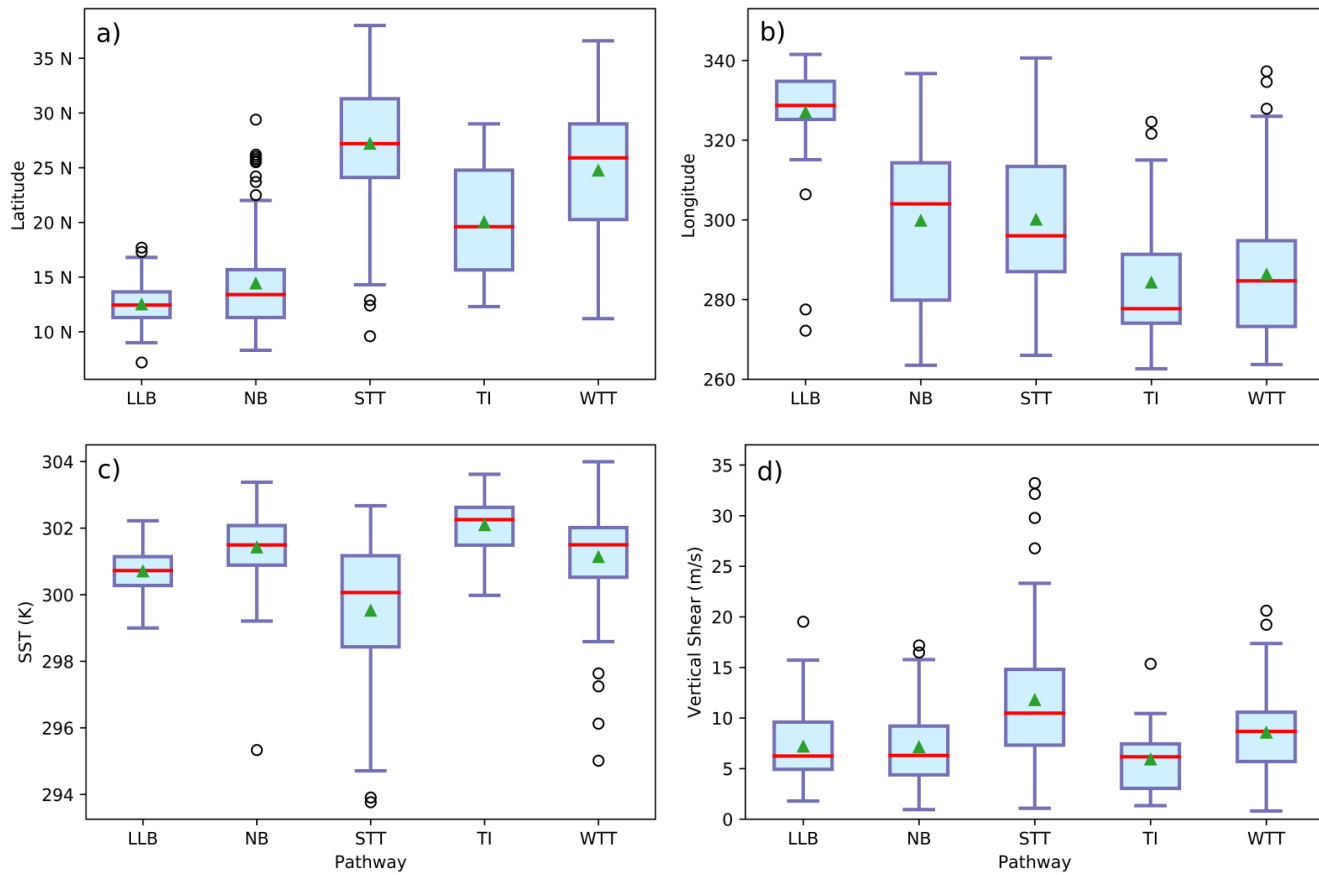 a)
Latitude
35 N
30 N
25 N
20 N
15 N
10 N
LLB NB STT TI WTT
b)
Longitude
340
320
300
280
260
LLB NB STT TI WTT
c)
SST (K)
304
302
300
298
296
294
LLB NB STT TI WTT
Pathway
d)
Vertical Shear (m/s)
35
30
25
20
15
10
5
0
LLB NB STT TI WTT
Pathway